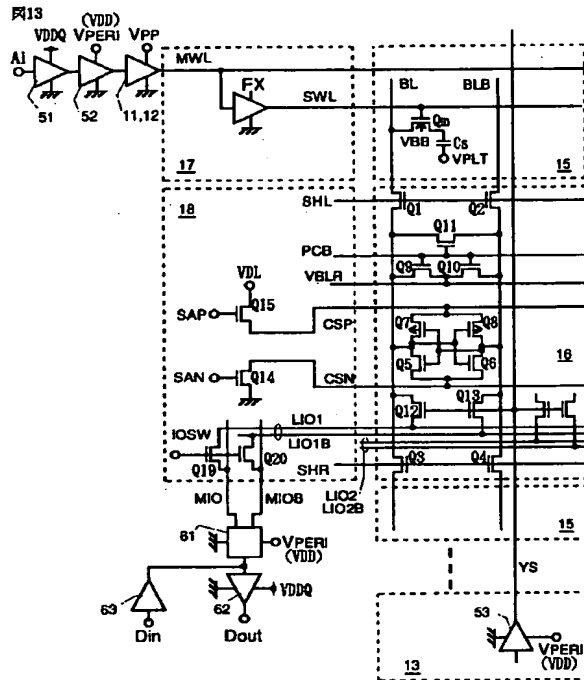 図13
VDDQ
(VDD)
VPERI
VPP
Ai
51
52
11,12
MWL
FX
SWL
17
BL
BLB
Qm
VBB
Cs
VPLT
15
18
SHL
Q1
Q2
Q11
PCB
Q9
Q10
VBLR
VDL
SAP
Q15
CSP
Q7
Q8
SAN
Q14
CSN
Q5
Q6
16
Q12
Q13
LIO1
LIO1B
IOSW
Q19
Q20
SHR
Q3
Q4
LIO2
LIO2B
MIO
MIOB
15
61
VPERI
(VDD)
YS
63
62
VDDQ
Din
Dout
53
VPERI
(VDD)
13